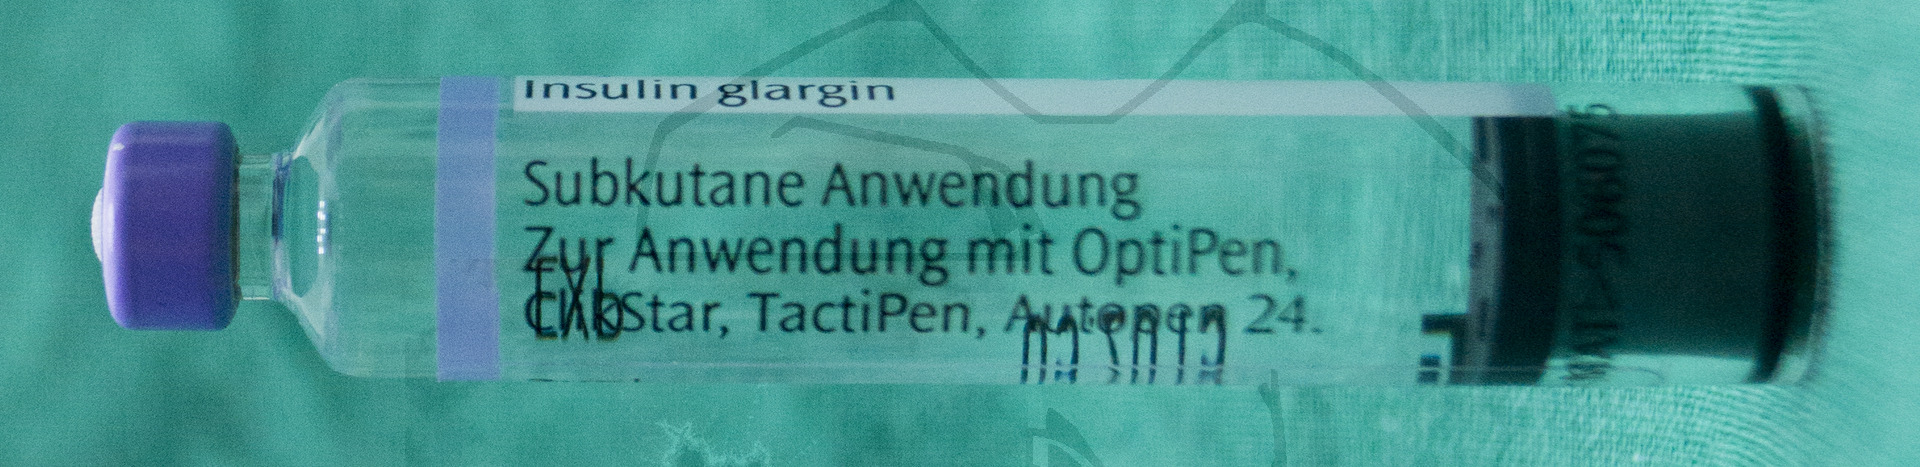 Insulin glargin
Subkutane Anwendung
Zur Anwendung mit OptiPen,
ClikStar, TactiPen, Autopen 24.